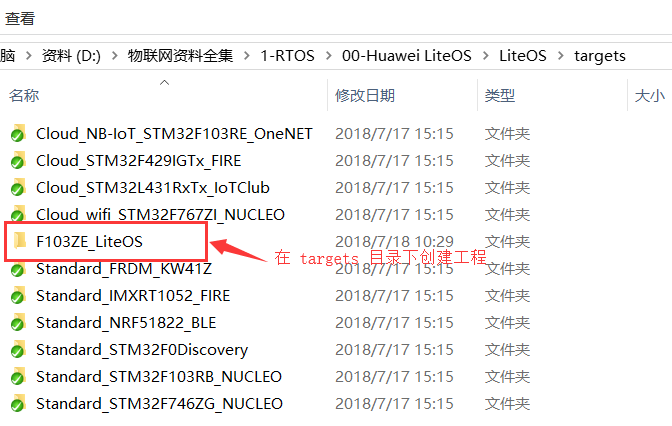 查看
脑 > 资料 (D:) > 物联网资料全集 > 1-RTOS > 00-Huawei LiteOS > LiteOS > targets
名称 修改日期 类型 大小
Cloud_NB-IoT_STM32F103RE_OneNET 2018/7/17 15:15 文件夹
Cloud_STM32F429IGTx_FIRE 2018/7/17 15:15 文件夹
Cloud_STM32L431RxTx_IoTClub 2018/7/17 15:15 文件夹
Cloud_wifi_STM32F767ZI_NUCLEO 2018/7/17 15:15 文件夹
F103ZE_LiteOS 2018/7/18 10:29 文件夹
在 targets 目录下创建工程
Standard_FRDM_KW41Z 2018/7/17 15:15 文件夹
Standard_IMXRT1052_FIRE 2018/7/17 15:15 文件夹
Standard_NRF51822_BLE 2018/7/17 15:15 文件夹
Standard_STM32F0Discovery 2018/7/17 15:15 文件夹
Standard_STM32F103RB_NUCLEO 2018/7/17 15:15 文件夹
Standard_STM32F746ZG_NUCLEO 2018/7/17 15:15 文件夹